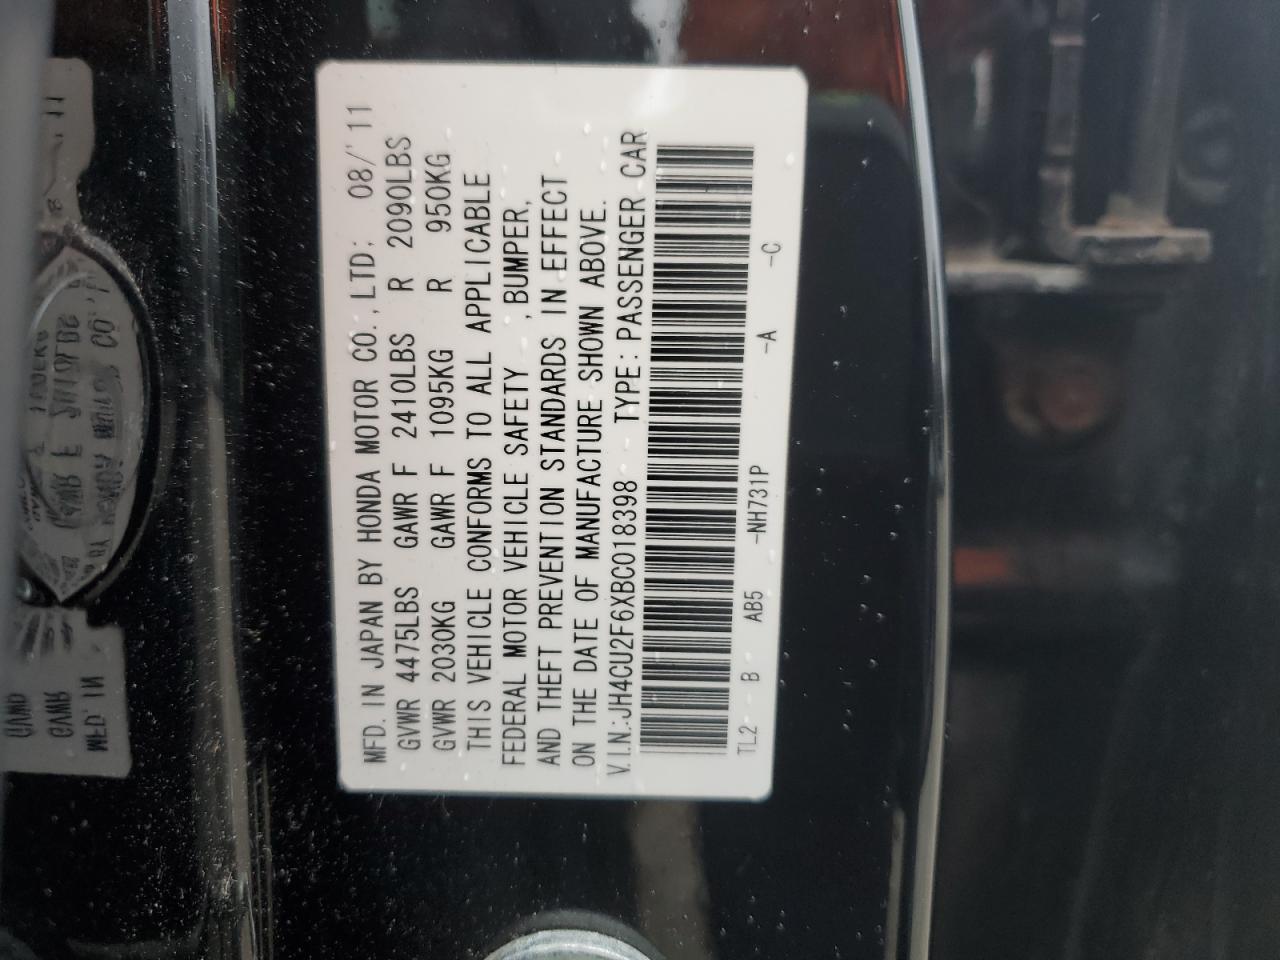 MFD. IN JAPAN BY HONDA MOTOR CO., LTD: 08/'11
GVWR 4475LBS GAWR F 2410LBS R 2090LBS
GVWR 2030KG GAWR F 1095KG R 950KG
THIS VEHICLE CONFORMS TO ALL APPLICABLE
FEDERAL MOTOR VEHICLE SAFETY , BUMPER,
AND THEFT PREVENTION STANDARDS IN EFFECT
ON THE DATE OF MANUFACTURE SHOWN ABOVE.
V.I.N.:JH4CU2F6XBC018398 TYPE: PASSENGER CAR
TL2- B AB5 -NH731P -A -C